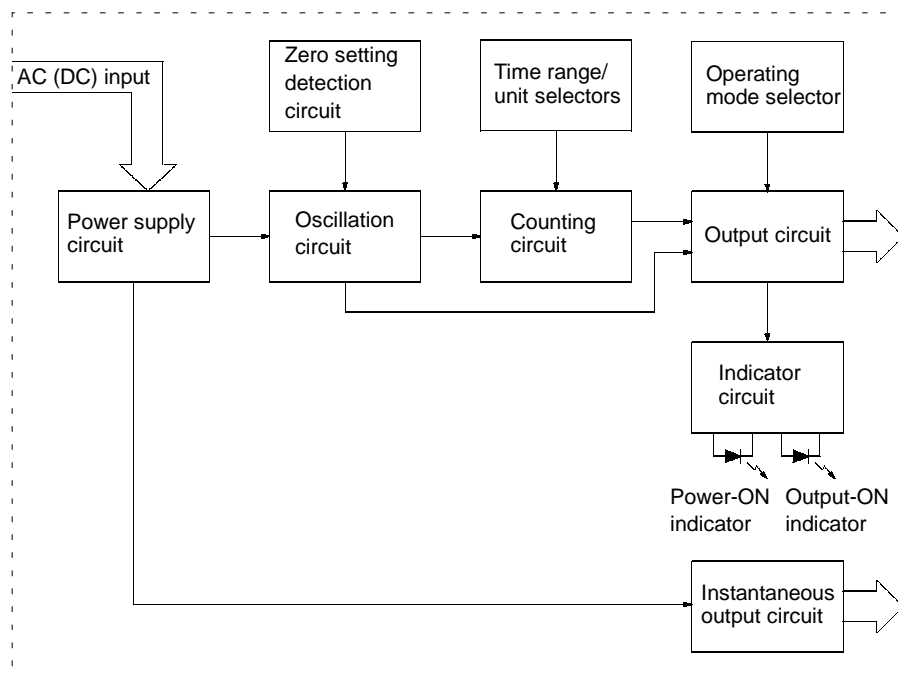 AC (DC) input
Zero setting
detection
circuit
Time range/
unit selectors
Operating
mode selector
Power supply
circuit
Oscillation
circuit
Counting
circuit
Output circuit
Indicator
circuit
Power-ON
indicator
Output-ON
indicator
Instantaneous
output circuit